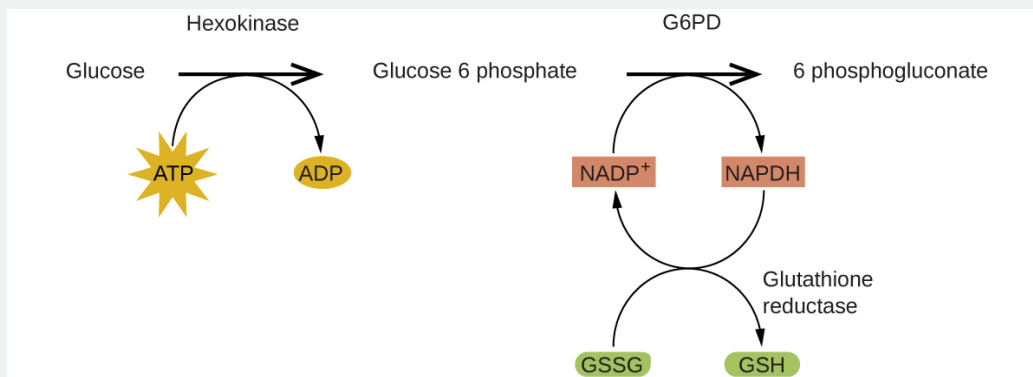 Hexokinase
G6PD
Glucose
Glucose 6 phosphate
6 phosphogluconate
ATP
ADP
NADP+
NAPDH
Glutathione
reductase
GSSG
GSH